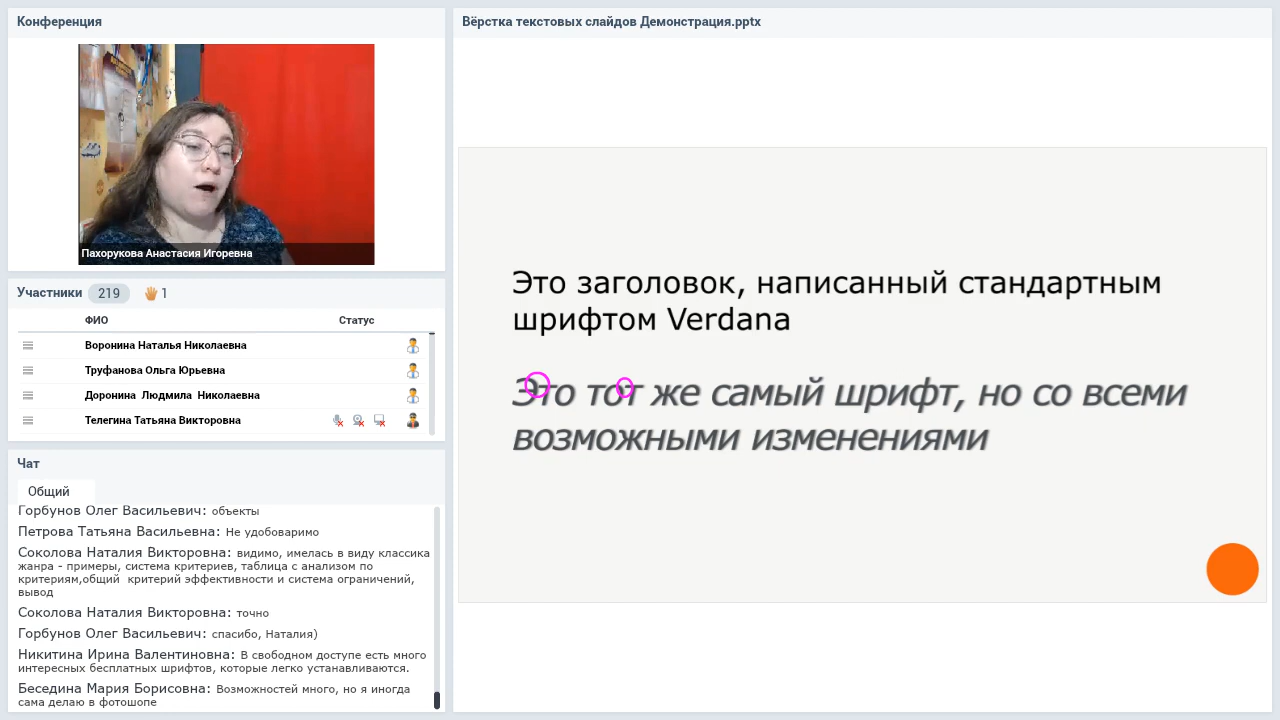 Конференция
Пахорукова Анастасия Игоревна
Участники 219 1
ФИО Статус
Воронина Наталья Николаевна
Труфанова Ольга Юрьевна
Доронина Людмила Николаевна
Телегина Татьяна Викторовна
Чат
Общий
Горбунов Олег Васильевич: объекты
Петрова Татьяна Васильевна: Не удобоваримо
Соколова Наталия Викторовна: видимо, имелась в виду классика
жанра - примеры, система критериев, таблица с анализом по
критериям,общий критерий эффективности и система ограничений,
вывод
Соколова Наталия Викторовна: точно
Горбунов Олег Васильевич: спасибо, Наталия)
Никитина Ирина Валентиновна: В свободном доступе есть много
интересных бесплатных шрифтов, которые легко устанавливаются.
Беседина Мария Борисовна: Возможностей много, но я иногда
сама делаю в фотошопе
Вёрстка текстовых слайдов Демонстрация.pptx
Это заголовок, написанный стандартным
шрифтом Verdana
Это тот же самый шрифт, но со всеми
возможными изменениями